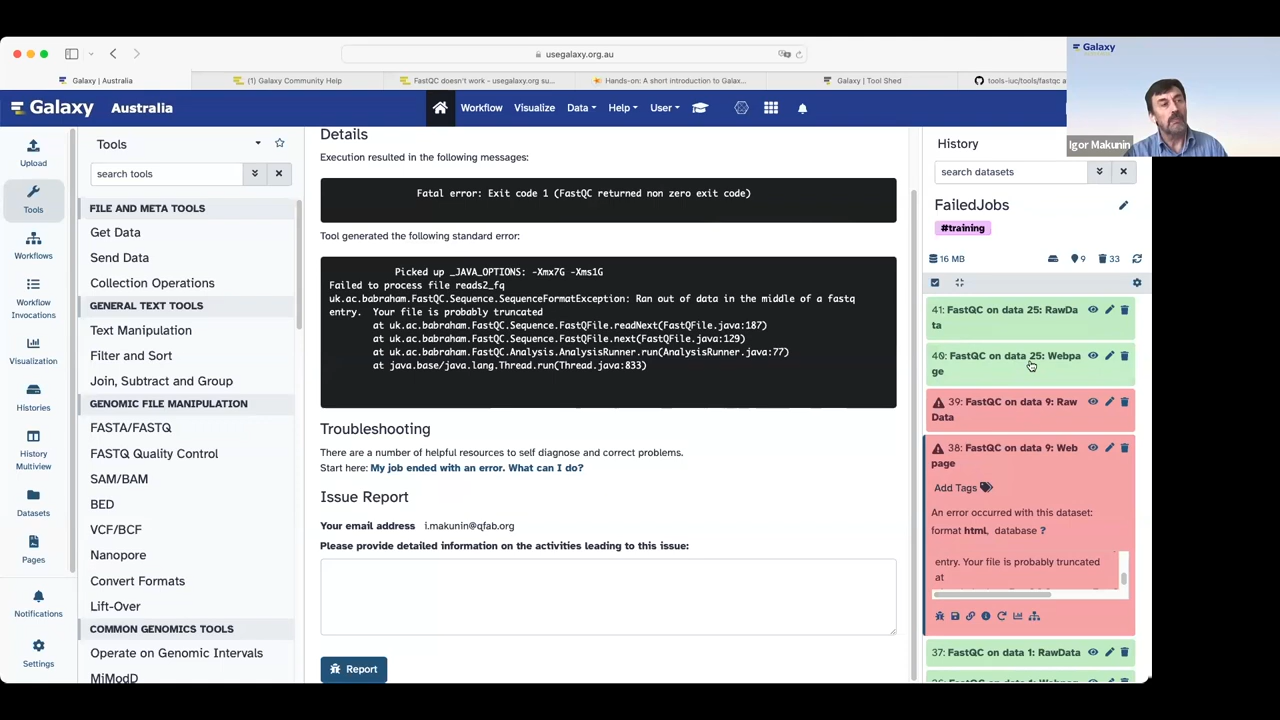 usegalaxy.org.au
Galaxy | Australia
(1) Galaxy Community Help
FastQC doesn't work - usegalaxy.org su...
Hands-on: A short introduction to Galax...
Galaxy | Tool Shed
tools-iuc/tools/fastqc a
Galaxy
Igor Makunin
Galaxy Australia
Workflow
Visualize
Data
Help
User
Upload
Tools
Workflows
Workflow
Invocations
Visualization
Histories
History
Multiview
Datasets
Pages
Notifications
Settings
Tools
search tools
FILE AND META TOOLS
Get Data
Send Data
Collection Operations
GENERAL TEXT TOOLS
Text Manipulation
Filter and Sort
Join, Subtract and Group
GENOMIC FILE MANIPULATION
FASTA/FASTQ
FASTQ Quality Control
SAM/BAM
BED
VCF/BCF
Nanopore
Convert Formats
Lift-Over
COMMON GENOMICS TOOLS
Operate on Genomic Intervals
MiModD
Details
Execution resulted in the following messages:
Fatal error: Exit code 1 (FastQC returned non zero exit code)
Tool generated the following standard error:
Picked up _JAVA_OPTIONS: -Xmx7G -Xms1G
Failed to process file reads2_fq
uk.ac.babraham.FastQC.Sequence.SequenceFormatException: Ran out of data in the middle of a fastq
entry. Your file is probably truncated
at uk.ac.babraham.FastQC.Sequence.FastQFile.readNext(FastQFile.java:187)
at uk.ac.babraham.FastQC.Sequence.FastQFile.next(FastQFile.java:129)
at uk.ac.babraham.FastQC.Analysis.AnalysisRunner.run(AnalysisRunner.java:77)
at java.base/java.lang.Thread.run(Thread.java:833)
Troubleshooting
There are a number of helpful resources to self diagnose and correct problems.
Start here: My job ended with an error. What can I do?
Issue Report
Your email address i.makunin@qfab.org
Please provide detailed information on the activities leading to this issue:
Report
History
search datasets
FailedJobs
#training
16 MB
9
33
41: FastQC on data 25: RawDa
ta
40: FastQC on data 25: Webpa
ge
39: FastQC on data 9: Raw
Data
38: FastQC on data 9: Web
page
Add Tags
An error occurred with this dataset:
format html, database ?
entry. Your file is probably truncated
at
37: FastQC on data 1: RawData